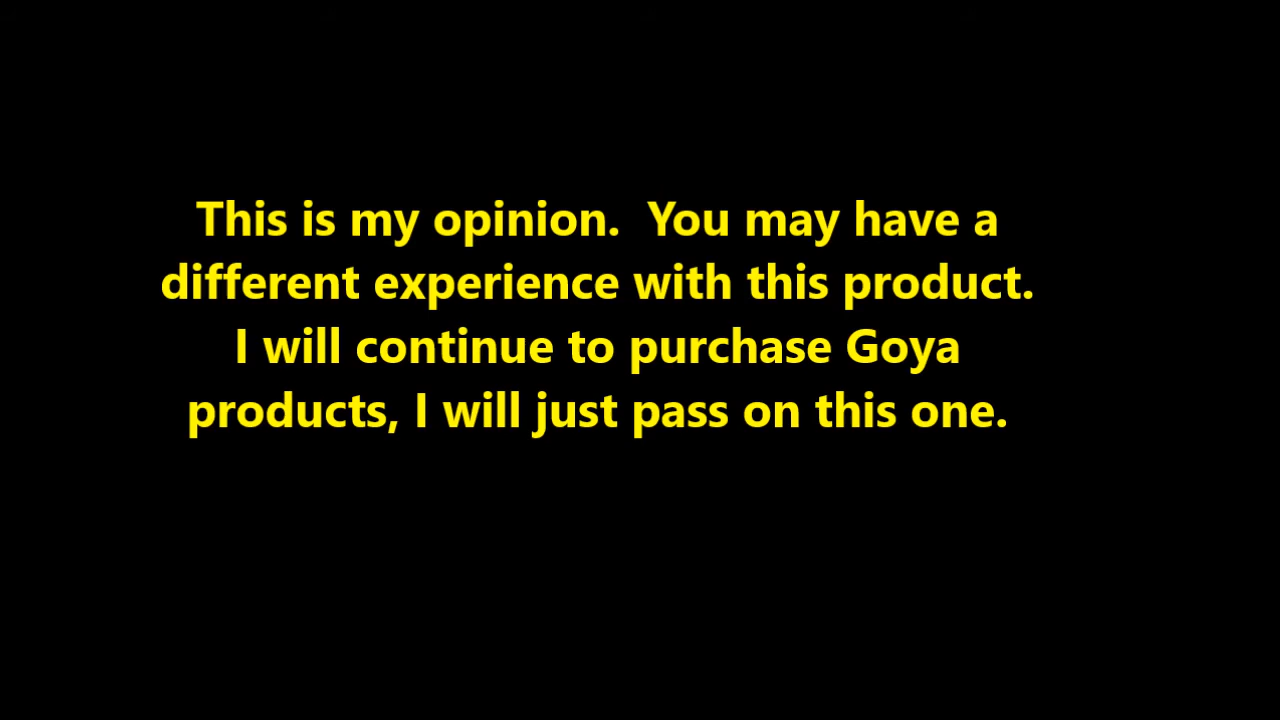 This is my opinion.  You may have a
different experience with this product.
I will continue to purchase Goya
products, I will just pass on this one.